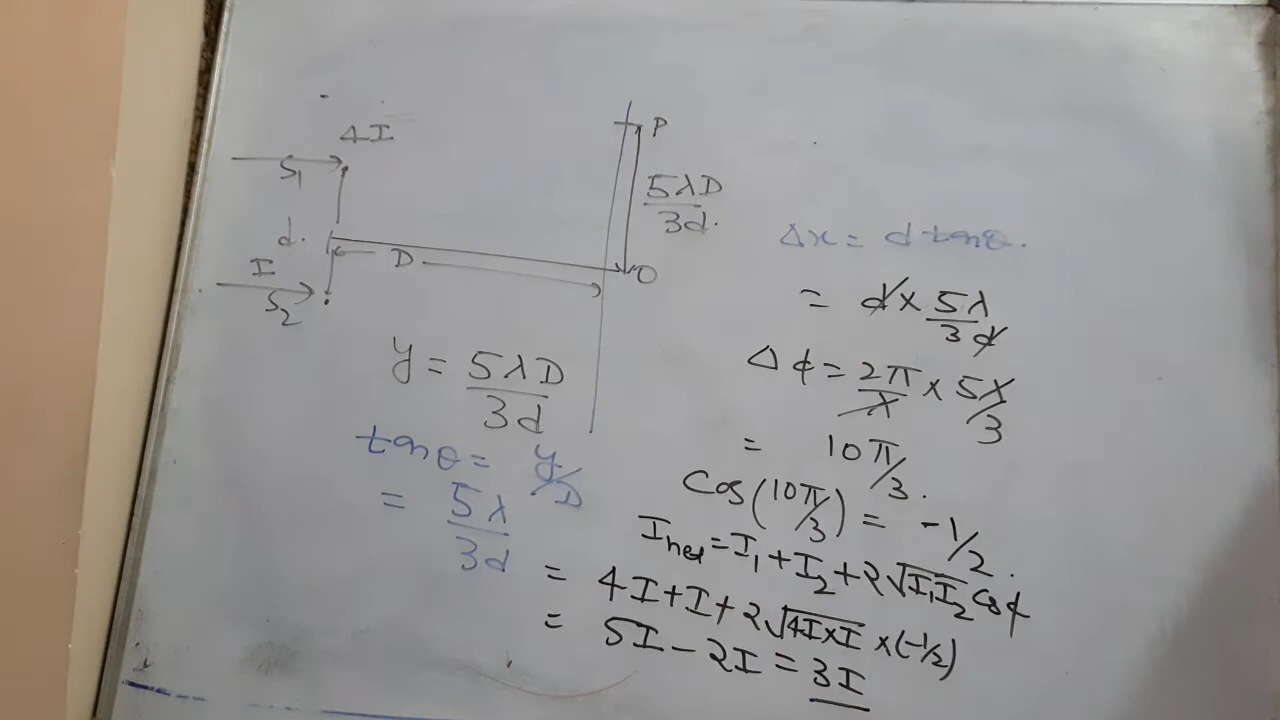 4I
S₁
d.
I
S₂
D
P
5λD/3d.
O
y = 5λD/3d
tanθ = y/D
= 5λ/3d
Δx = d tanθ.
= d × 5λ/3d
Δϕ = 2π/λ × 5λ/3
= 10π/3.
Cos(10π/3) = -1/2.
Inet = I₁ + I₂ + 2√I₁I₂ Cosϕ
= 4I + I + 2√4I×I × (-1/2)
= 5I - 2I = 3I